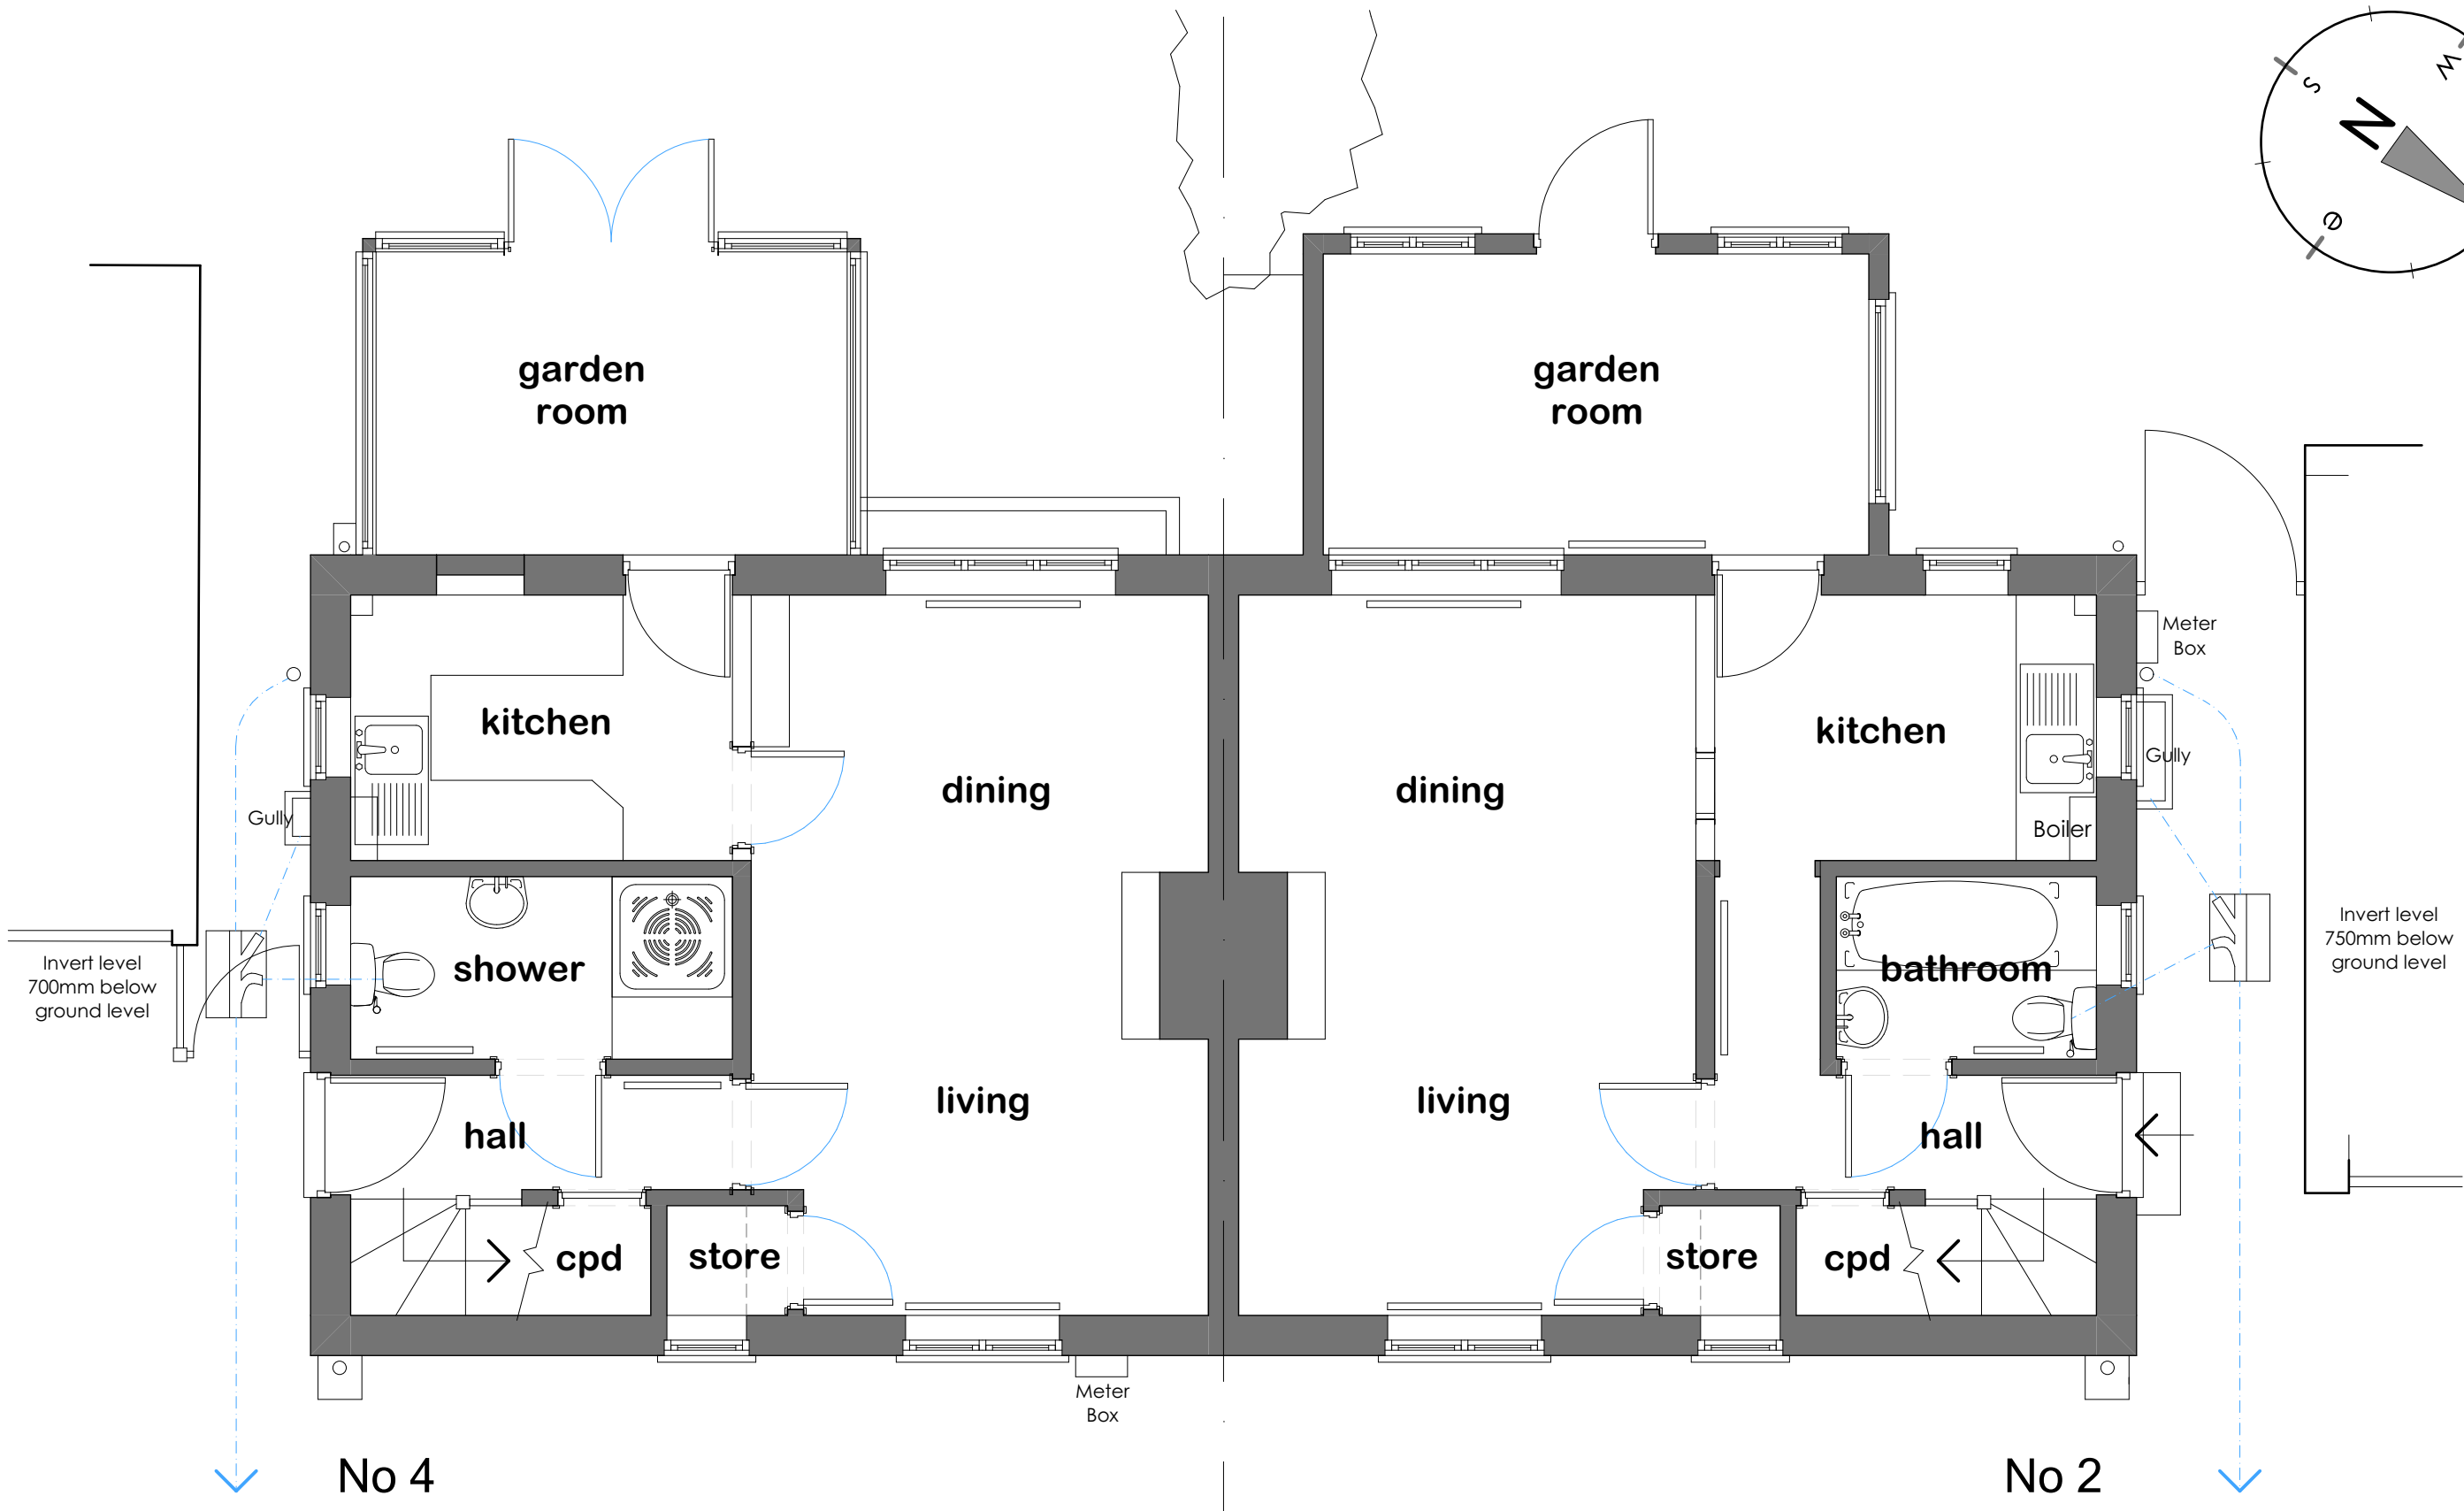 w
s
N
e
garden
room
garden
room
Meter
Box
kitchen
kitchen
Gully
dining
dining
Gully
Boiler
Invert level
700mm below
ground level
shower
bathroom
Invert level
750mm below
ground level
living
living
hall
hall
cpd
store
store
cpd
Meter
Box
No 4
No 2